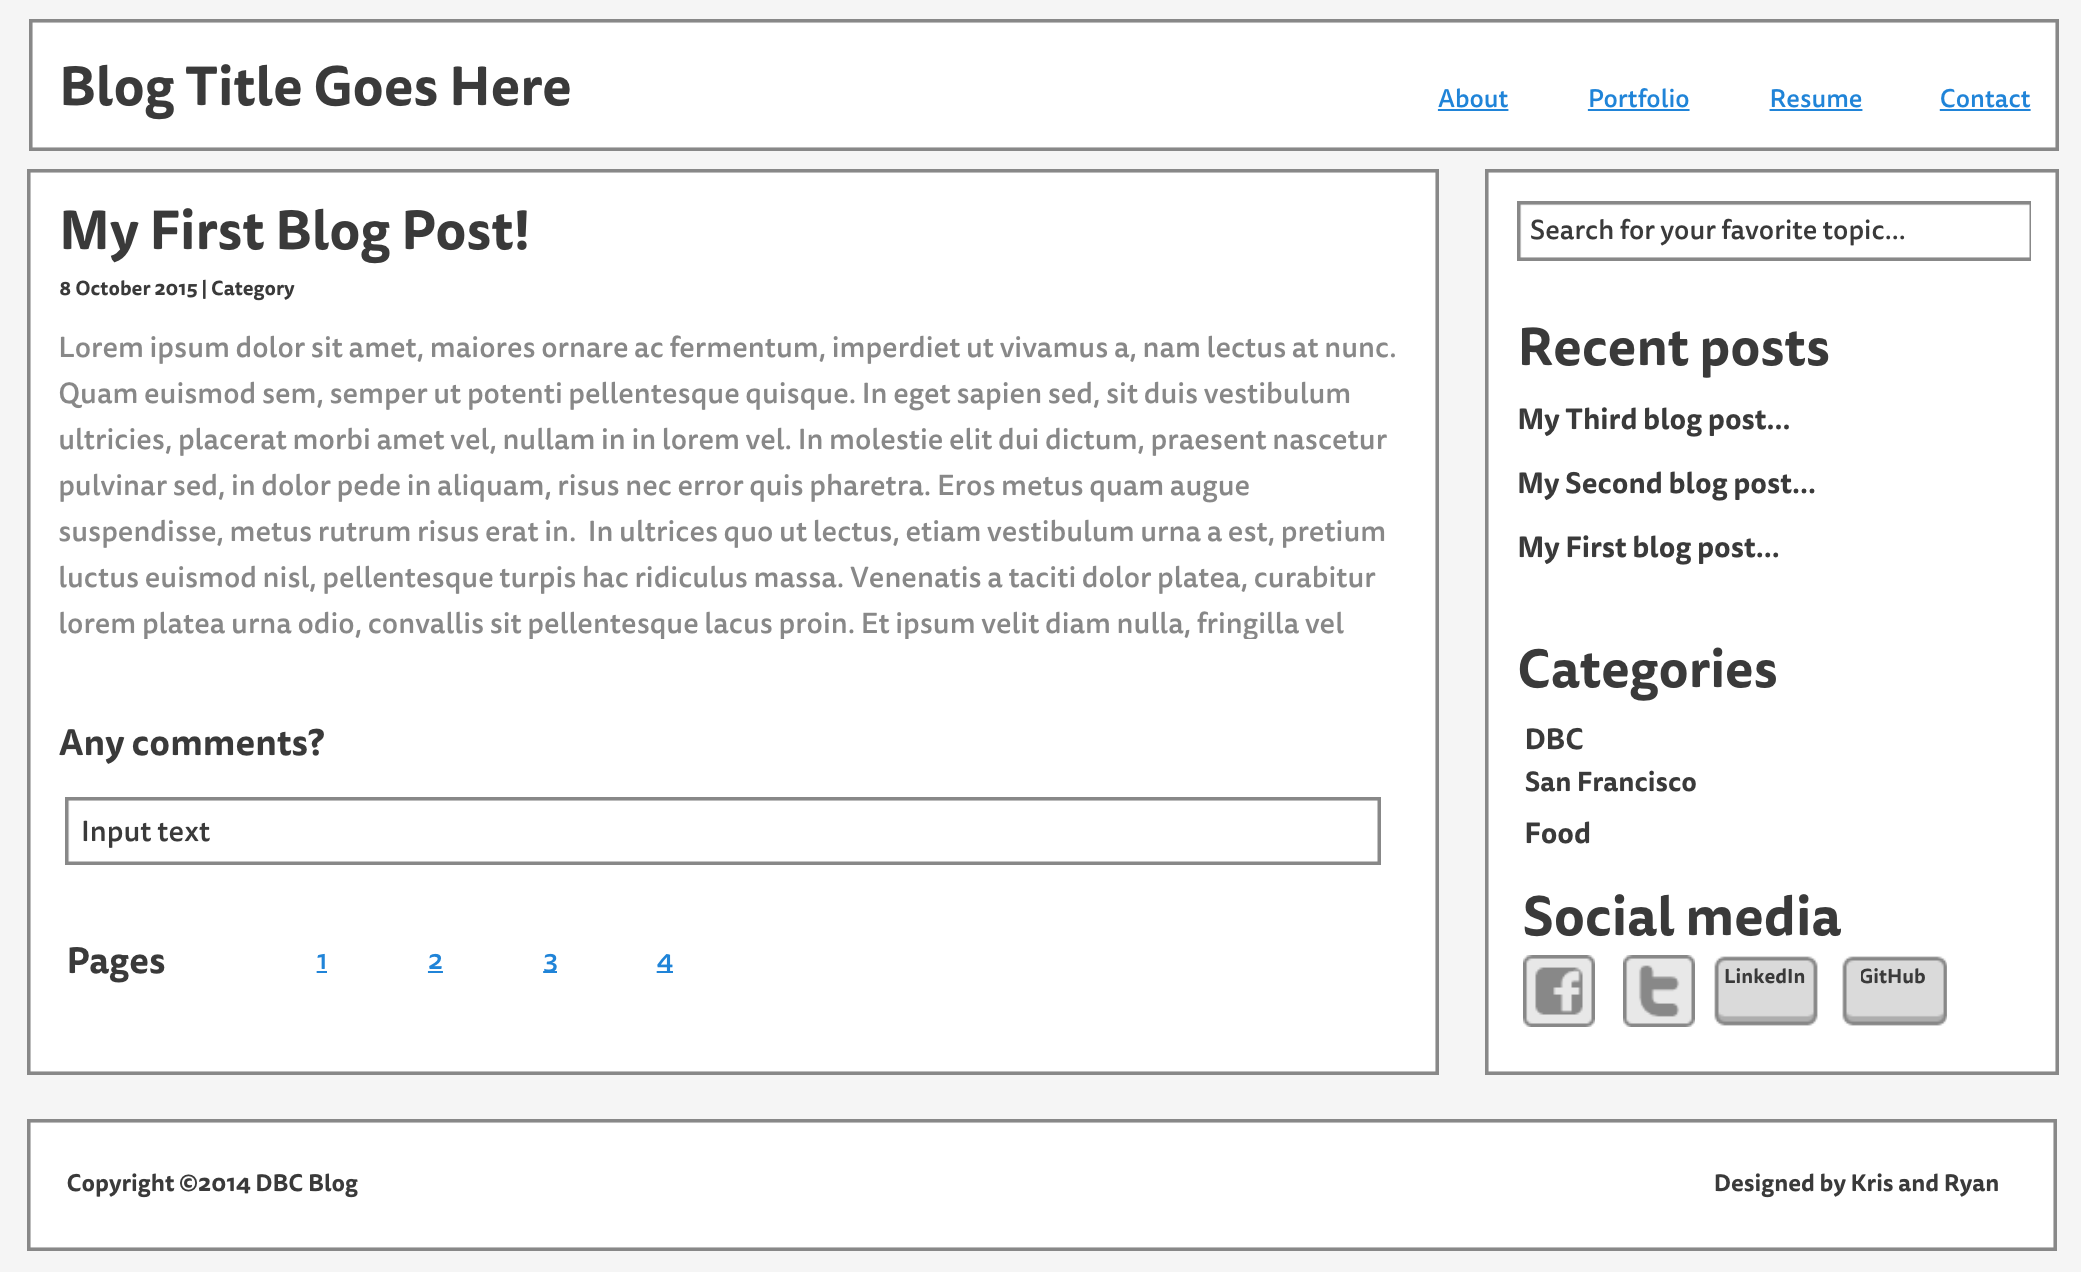 Blog Title Goes Here
About Portfolio Resume Contact
My First Blog Post!
8 October 2015 | Category
Lorem ipsum dolor sit amet, maiores ornare ac fermentum, imperdiet ut vivamus a, nam lectus at nunc.
Quam euismod sem, semper ut potenti pellentesque quisque. In eget sapien sed, sit duis vestibulum
ultricies, placerat morbi amet vel, nullam in in lorem vel. In molestie elit dui dictum, praesent nascetur
pulvinar sed, in dolor pede in aliquam, risus nec error quis pharetra. Eros metus quam augue
suspendisse, metus rutrum risus erat in.  In ultrices quo ut lectus, etiam vestibulum urna a est, pretium
luctus euismod nisl, pellentesque turpis hac ridiculus massa. Venenatis a taciti dolor platea, curabitur
lorem platea urna odio, convallis sit pellentesque lacus proin. Et ipsum velit diam nulla, fringilla vel
Any comments?
Input text
Pages 1 2 3 4
Search for your favorite topic...
Recent posts
My Third blog post...
My Second blog post...
My First blog post...
Categories
DBC
San Francisco
Food
Social media
LinkedIn GitHub
Copyright ©2014 DBC Blog
Designed by Kris and Ryan